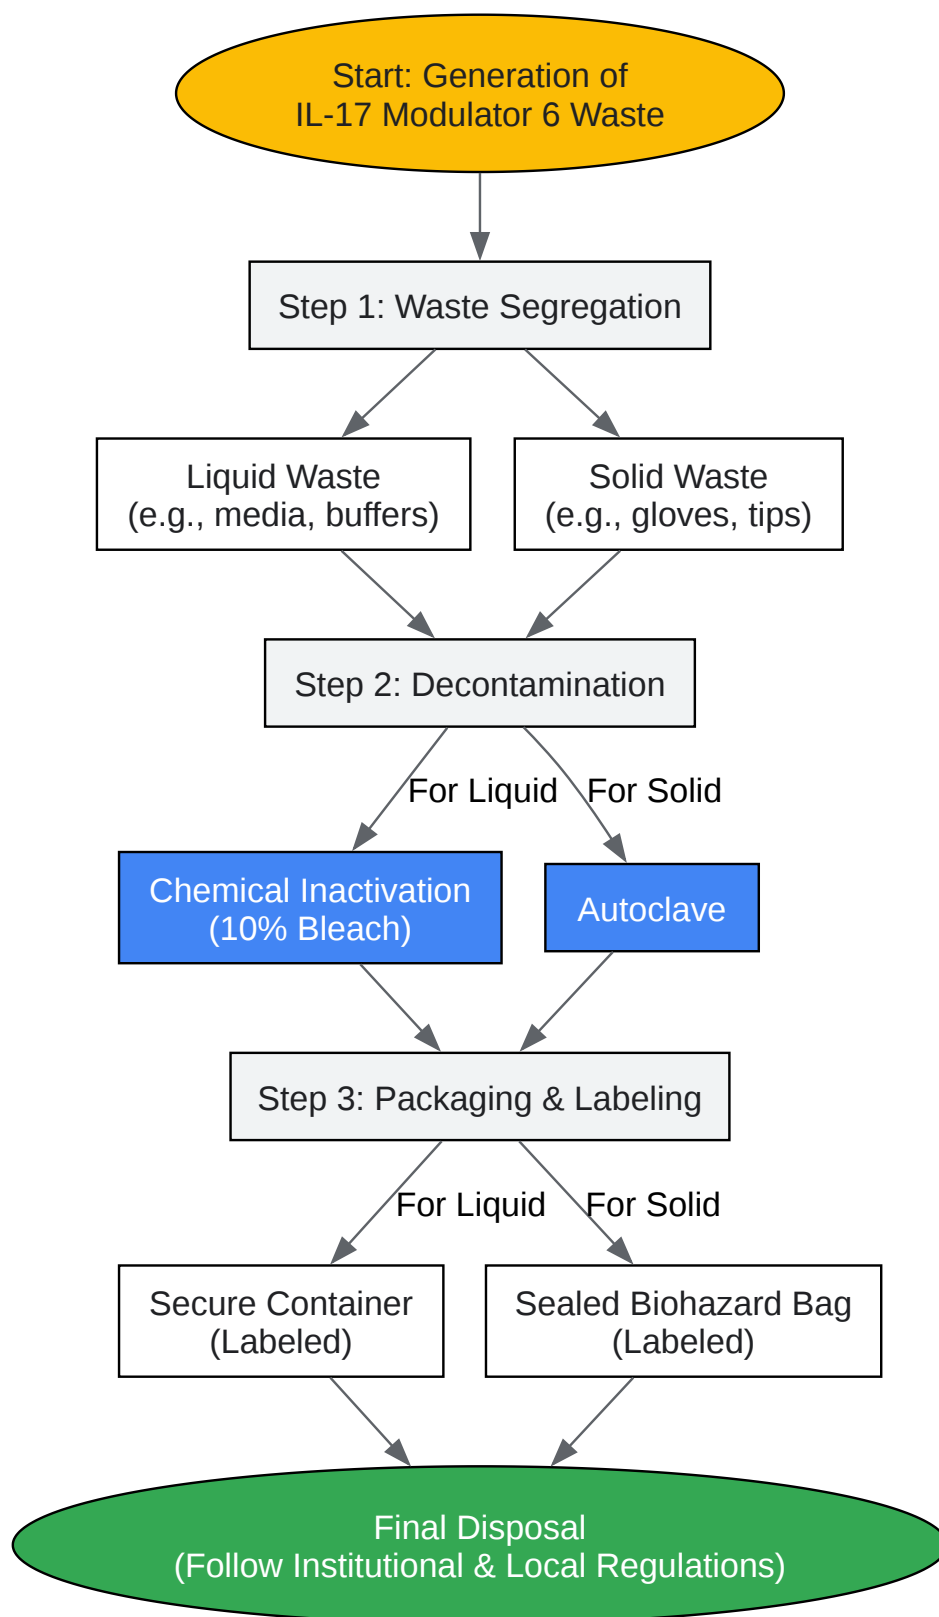 Start: Generation of
IL-17 Modulator 6 Waste
Step 1: Waste Segregation
Liquid Waste
(e.g., media, buffers)
Solid Waste
(e.g., gloves, tips)
Step 2: Decontamination
For Liquid
For Solid
Chemical Inactivation
(10% Bleach)
Autoclave
Step 3: Packaging & Labeling
For Liquid
For Solid
Secure Container
(Labeled)
Sealed Biohazard Bag
(Labeled)
Final Disposal
(Follow Institutional & Local Regulations)